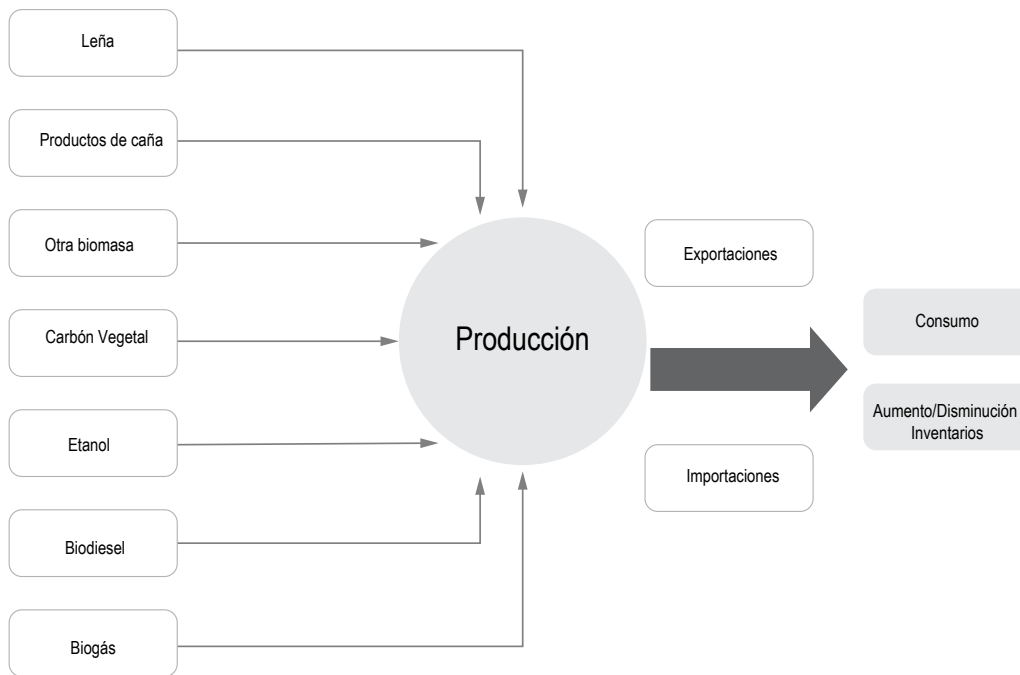 Leña
Productos de caña
Otra biomasa
Carbón Vegetal
Etanol
Biodiesel
Biogás
Producción
Exportaciones
Importaciones
Consumo
Aumento/Disminución
Inventarios